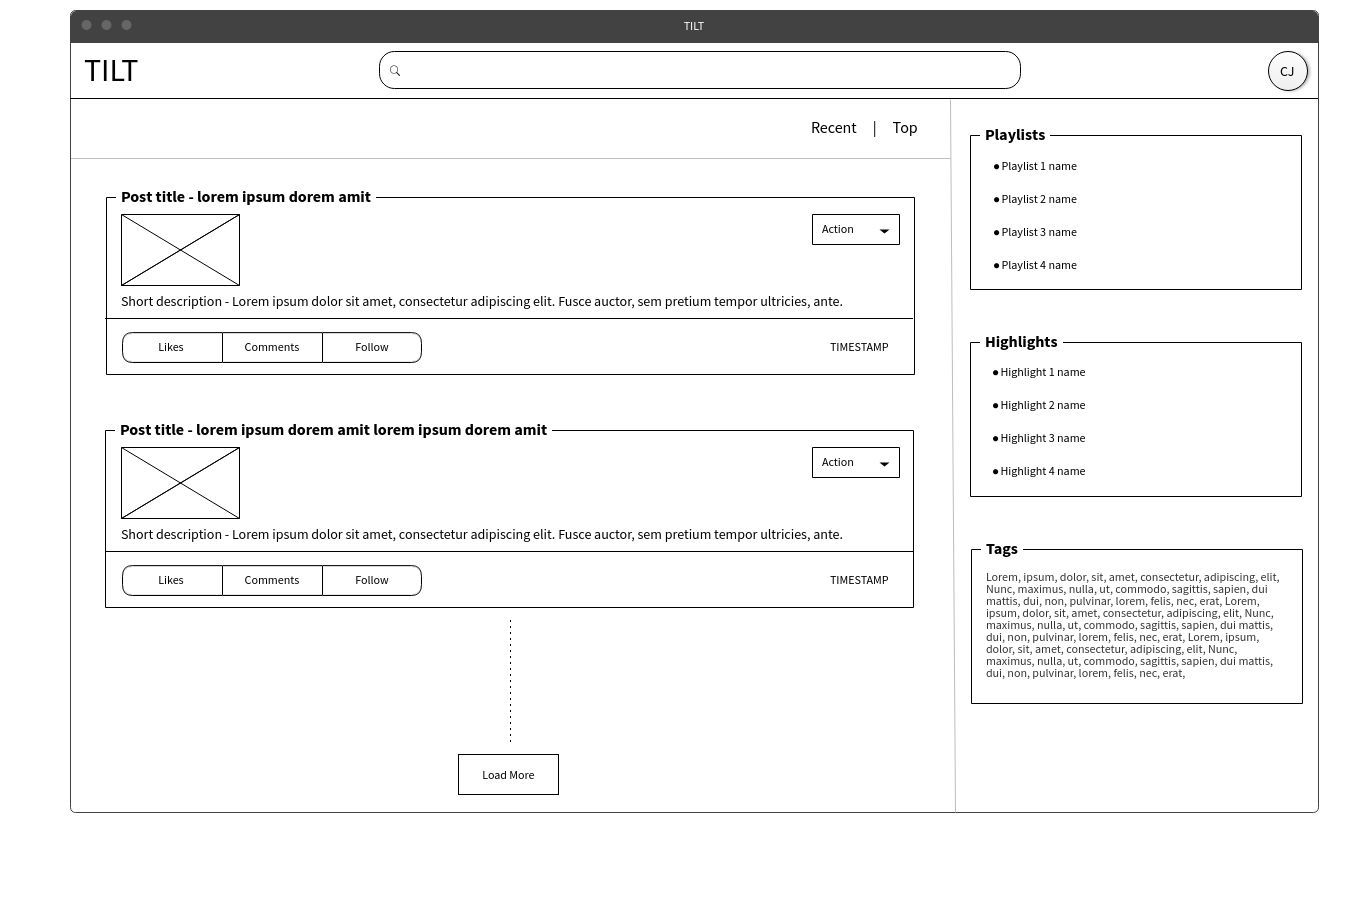 TILT
TILT
CJ
Recent | Top
Post title - lorem ipsum dorem amit
Action
Short description - Lorem ipsum dolor sit amet, consectetur adipiscing elit. Fusce auctor, sem pretium tempor ultricies, ante.
Likes Comments Follow TIMESTAMP
Post title - lorem ipsum dorem amit lorem ipsum dorem amit
Action
Short description - Lorem ipsum dolor sit amet, consectetur adipiscing elit. Fusce auctor, sem pretium tempor ultricies, ante.
Likes Comments Follow TIMESTAMP
Load More
Playlists
● Playlist 1 name
● Playlist 2 name
● Playlist 3 name
● Playlist 4 name
Highlights
● Highlight 1 name
● Highlight 2 name
● Highlight 3 name
● Highlight 4 name
Tags
Lorem, ipsum, dolor, sit, amet, consectetur, adipiscing, elit,
Nunc, maximus, nulla, ut, commodo, sagittis, sapien, dui
mattis, dui, non, pulvinar, lorem, felis, nec, erat, Lorem,
ipsum, dolor, sit, amet, consectetur, adipiscing, elit, Nunc,
maximus, nulla, ut, commodo, sagittis, sapien, dui mattis,
dui, non, pulvinar, lorem, felis, nec, erat, Lorem, ipsum,
dolor, sit, amet, consectetur, adipiscing, elit, Nunc,
maximus, nulla, ut, commodo, sagittis, sapien, dui mattis,
dui, non, pulvinar, lorem, felis, nec, erat,